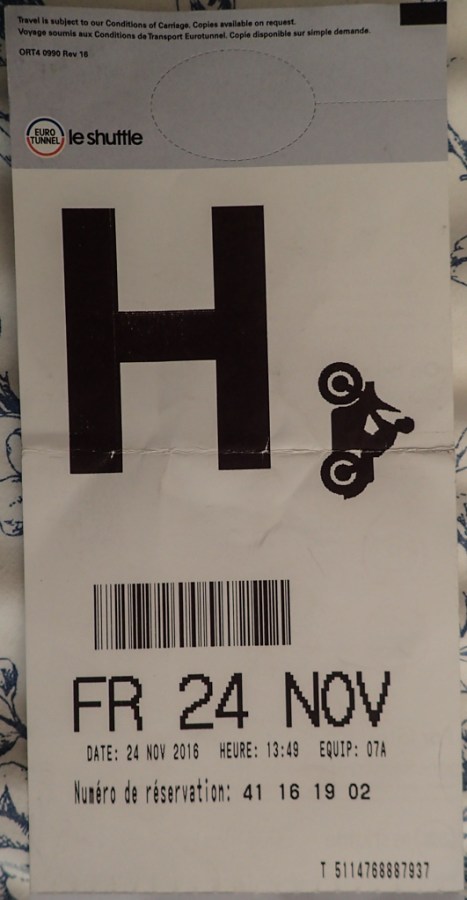 Travel is subject to our Conditions of Carriage. Copies available on request.
Voyage soumis aux Conditions de Transport Eurotunnel. Copie disponible sur simple demande.
ORT4 0990 Rev 16
EURO
TUNNEL
le shuttle
H
FR 24 NOV
DATE: 24 NOV 2016 HEURE: 13:49 EQUIP: 07A
Numéro de réservation: 41 16 19 02
T 5114768887937